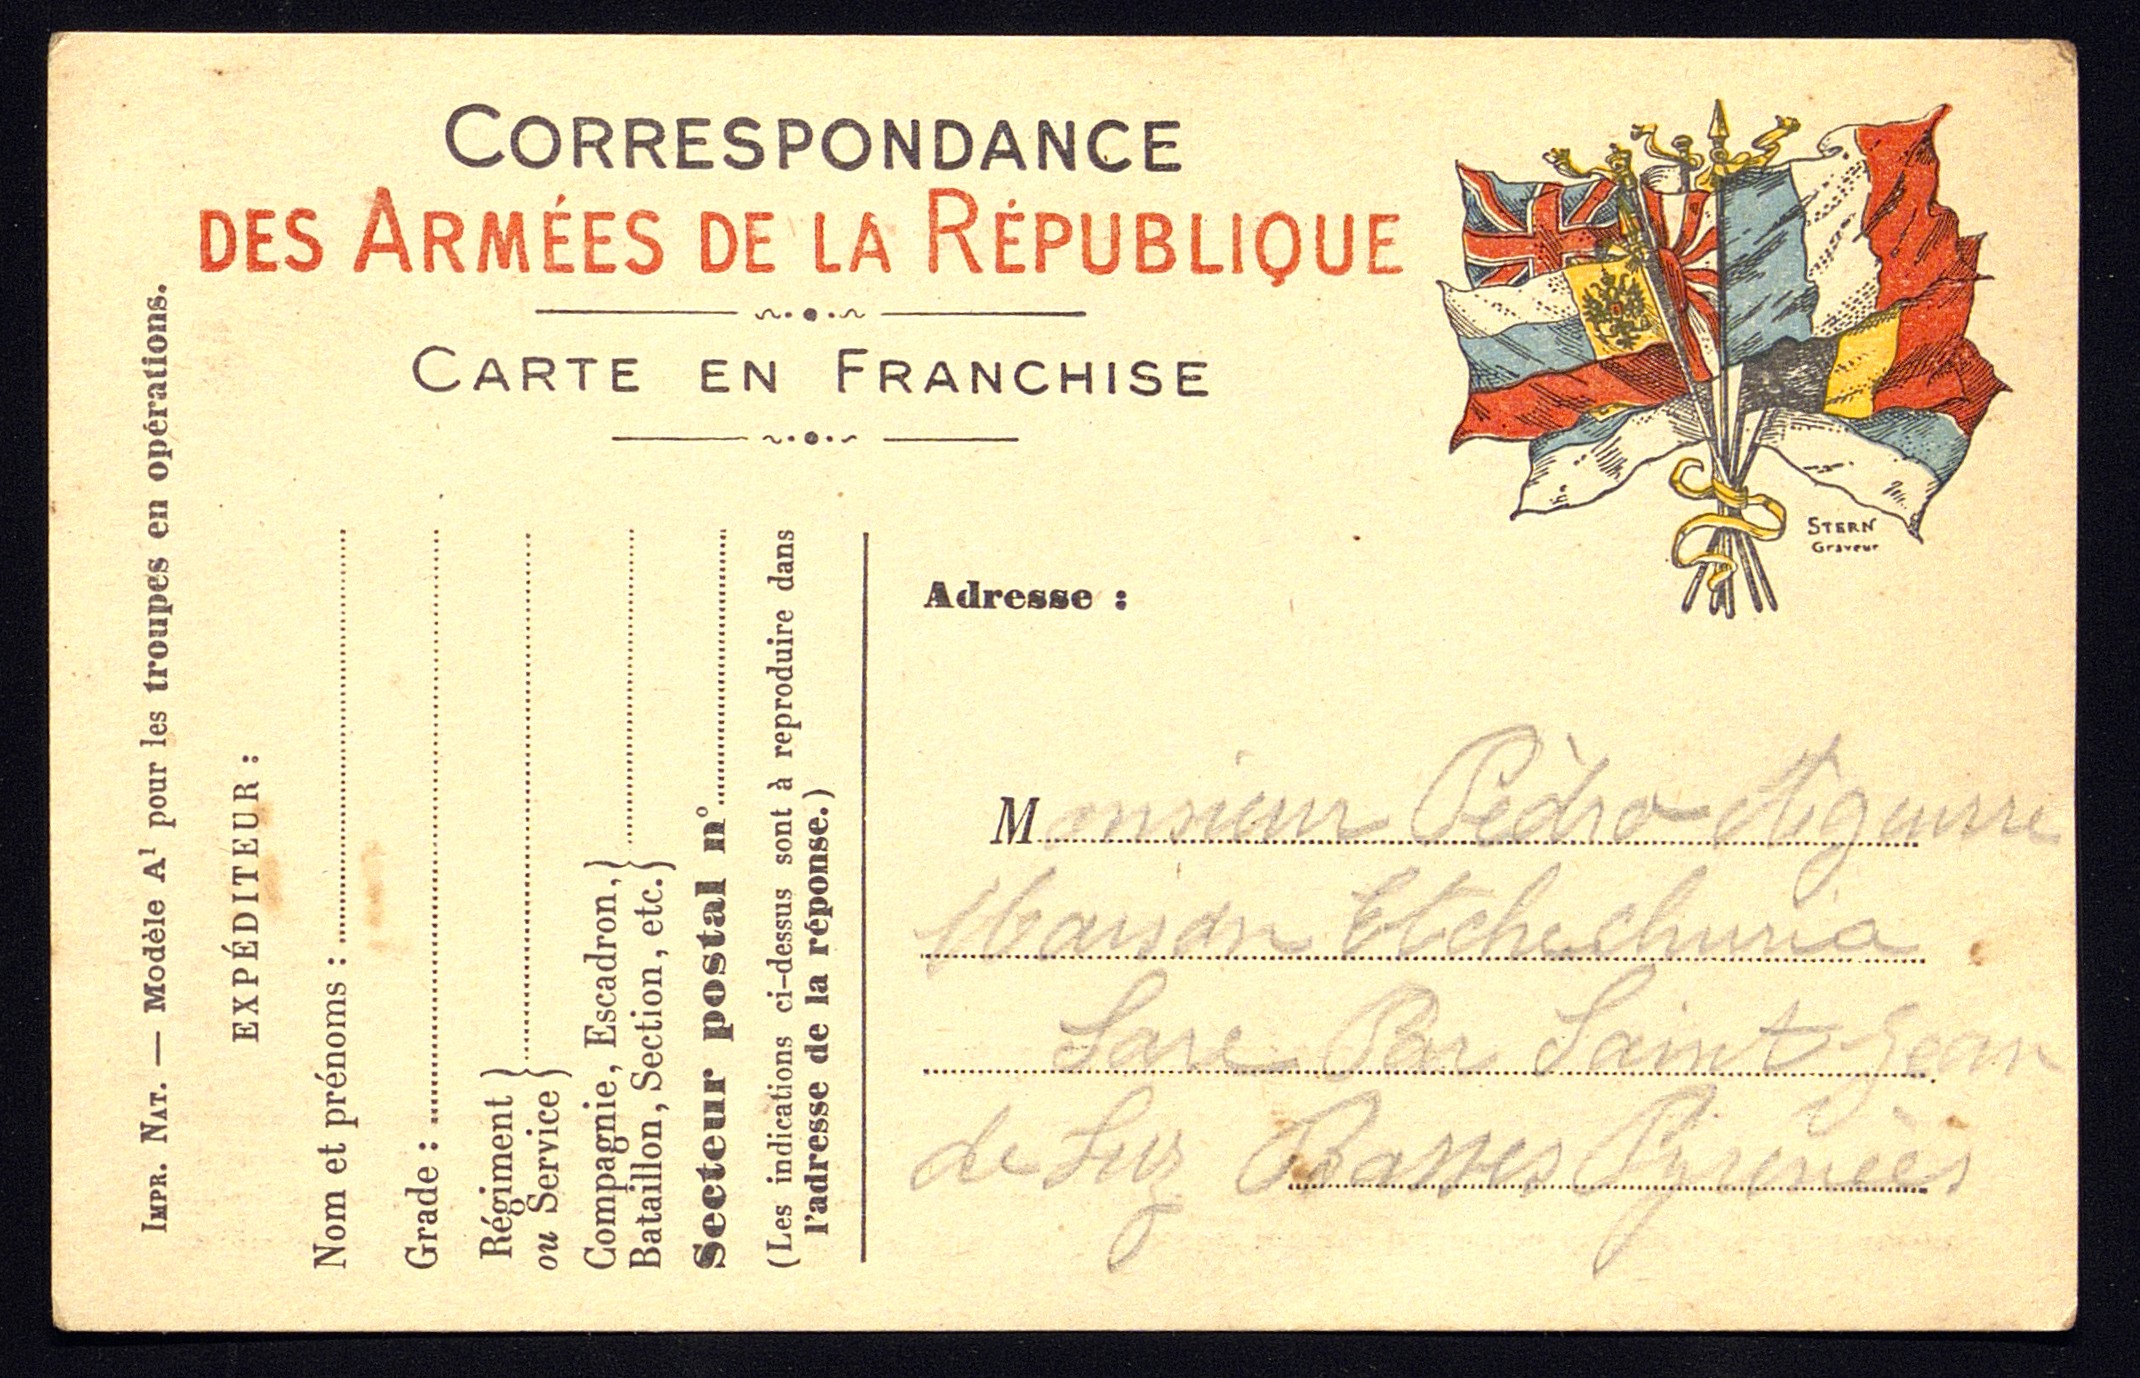 CORRESPONDANCE
DES ARMÉES DE LA RÉPUBLIQUE
CARTE EN FRANCHISE
STERN
Graveur
IMPR. NAT. — Modèle A¹ pour les troupes en opérations.
EXPÉDITEUR :
Nom et prénoms :
Grade :
Régiment
ou Service
Compagnie, Escadron,
Bataillon, Section, etc.
Secteur postal n°
(Les indications ci-dessus sont à reproduire dans
l'adresse de la réponse.)
Adresse :
Monsieur Pèdro Aiguirre
Maison Etchechuria
Sare Par Saint Jean
de Luz Basses Pyrénèes